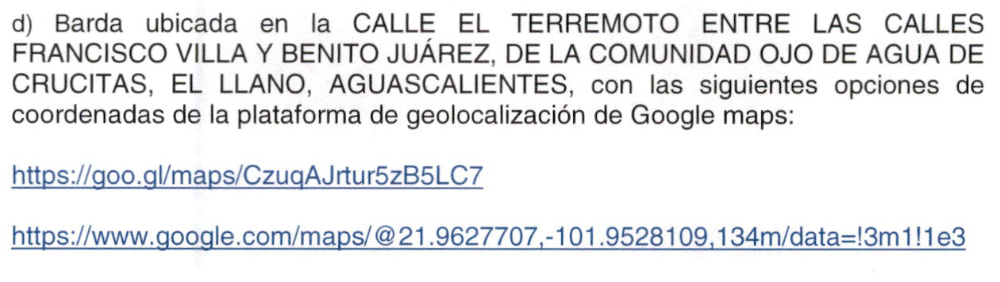 d) Barda ubicada en la CALLE EL TERREMOTO ENTRE LAS CALLES
FRANCISCO VILLA Y BENITO JUÁREZ, DE LA COMUNIDAD OJO DE AGUA DE
CRUCITAS, EL LLANO, AGUASCALIENTES, con las siguientes opciones de
coordenadas de la plataforma de geolocalización de Google maps:
https://goo.gl/maps/CzuqAJrtur5zB5LC7
https://www.google.com/maps/@21.9627707,-101.9528109,134m/data=!3m1!1e3